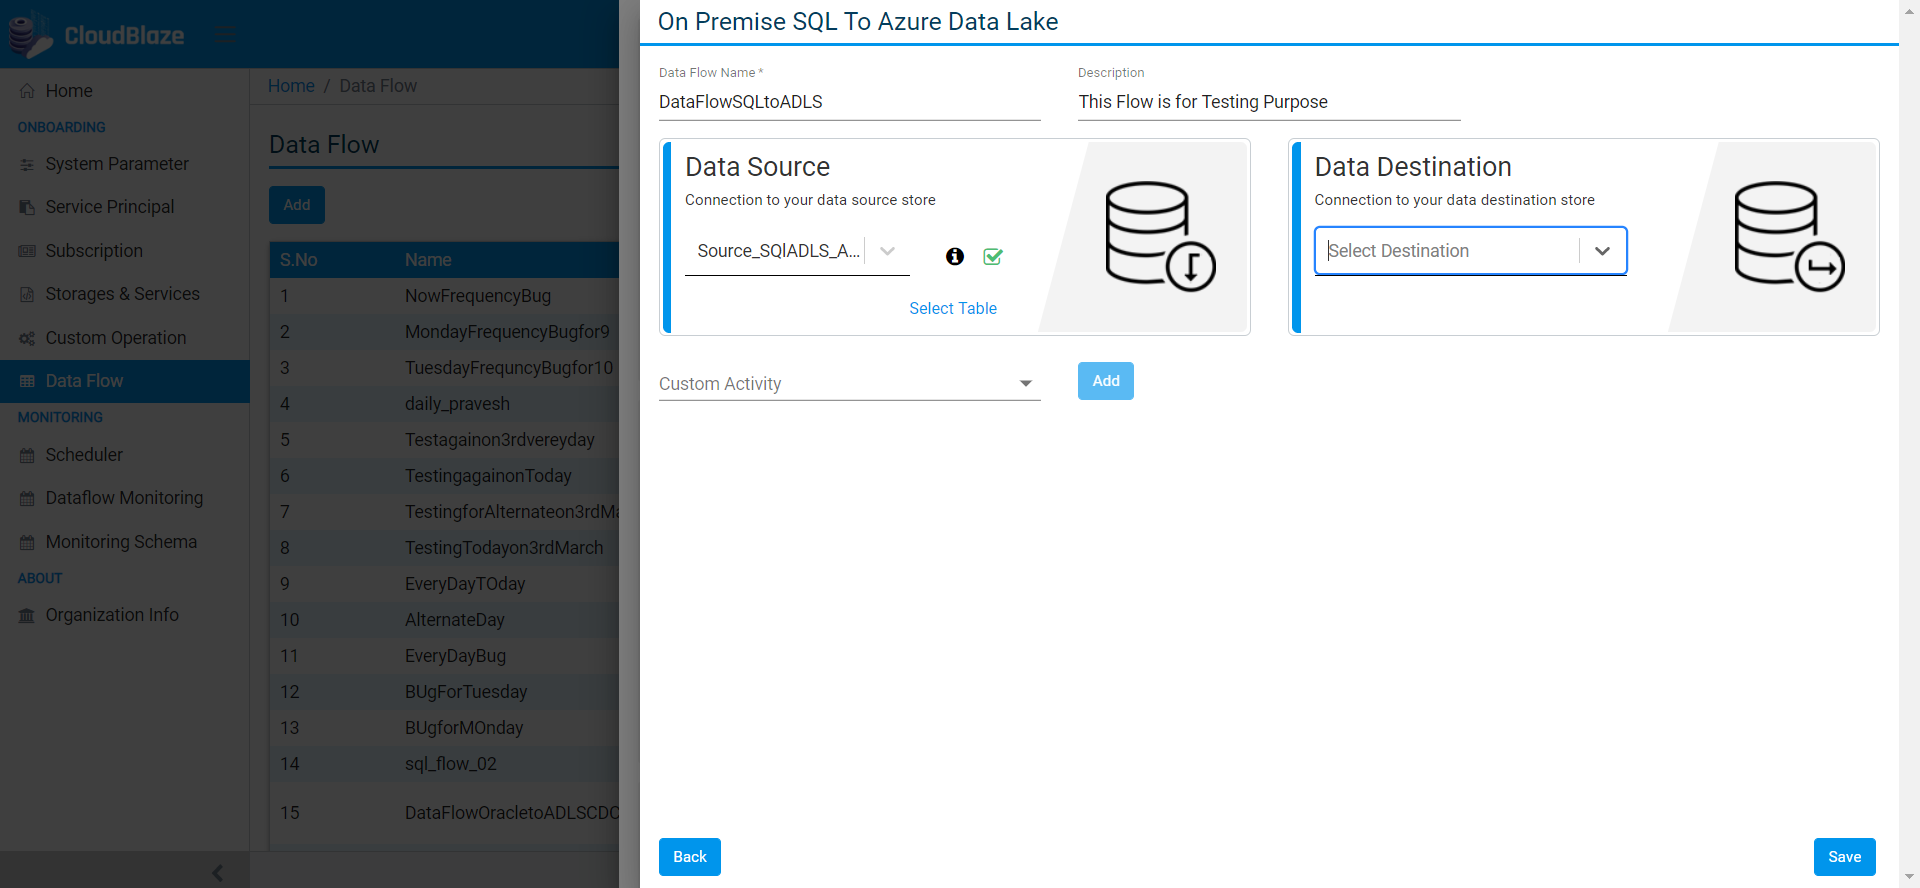 CloudBlaze
Home
ONBOARDING
System Parameter
Service Principal
Subscription
Storages & Services
Custom Operation
Data Flow
MONITORING
Scheduler
Dataflow Monitoring
Monitoring Schema
ABOUT
Organization Info
Home / Data Flow
Data Flow
Add
S.No Name
1 NowFrequencyBug
2 MondayFrequencyBugfor9
3 TuesdayFrequncyBugfor10
4 daily_pravesh
5 Testagainon3rdvereyday
6 TestingagainonToday
7 TestingforAlternateon3rdMa
8 TestingTodayon3rdMarch
9 EveryDayTOday
10 AlternateDay
11 EveryDayBug
12 BUgForTuesday
13 BUgforMOnday
14 sql_flow_02
15 DataFlowOracletoADLSCDC
On Premise SQL To Azure Data Lake
Data Flow Name *
DataFlowSQLtoADLS
Description
This Flow is for Testing Purpose
Data Source
Connection to your data source store
Source_SQlADLS_A...
Select Table
Data Destination
Connection to your data destination store
Select Destination
Custom Activity
Add
Back
Save